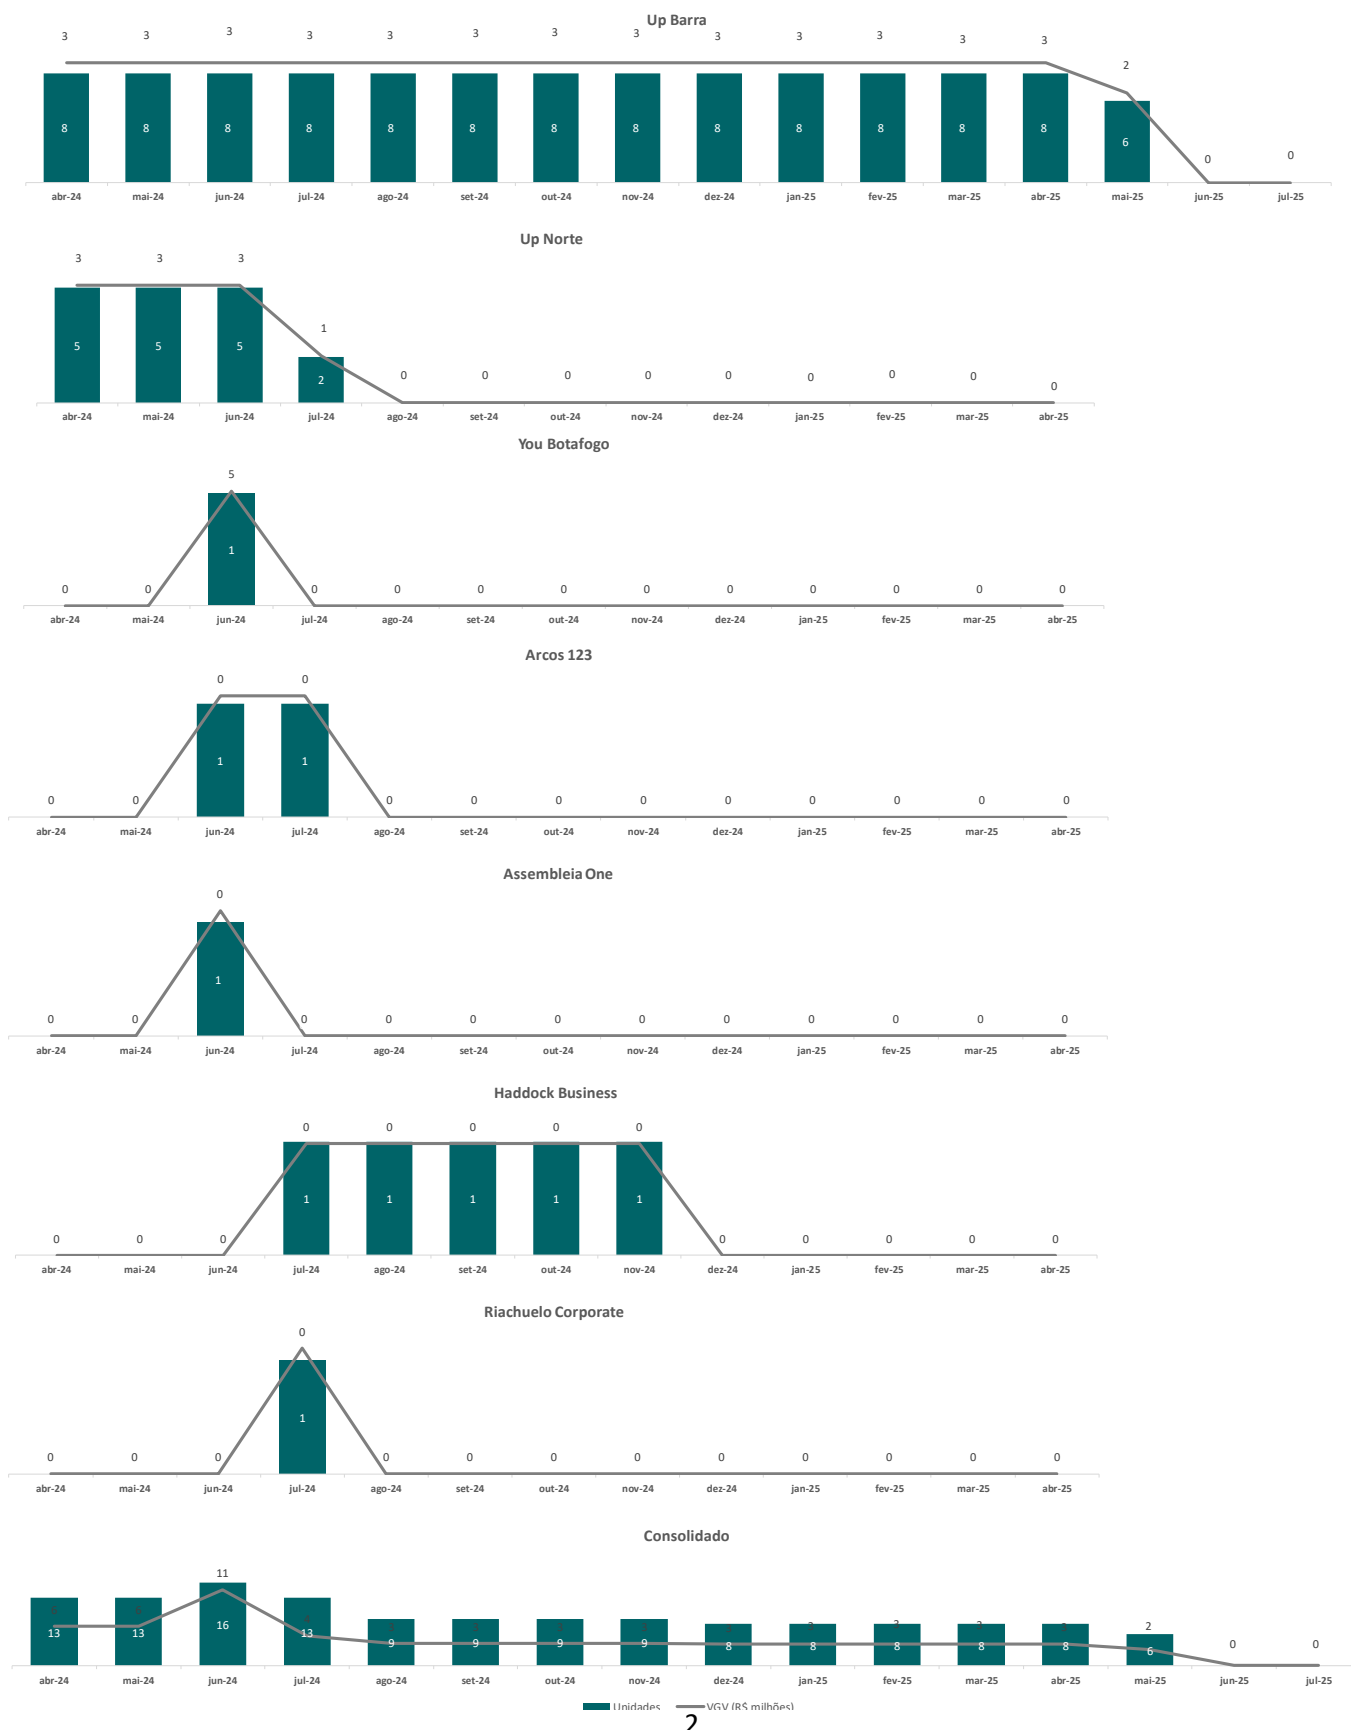 Up Barra
3 3 3 3 3 3 3 3 3 3 3 3 3 2 0 0
8 8 8 8 8 8 8 8 8 8 8 8 8 6
abr-24 mai-24 jun-24 jul-24 ago-24 set-24 out-24 nov-24 dez-24 jan-25 fev-25 mar-25 abr-25 mai-25 jun-25 jul-25
Up Norte
3 3 3 1 0 0 0 0 0 0 0 0 0
5 5 5 2
abr-24 mai-24 jun-24 jul-24 ago-24 set-24 out-24 nov-24 dez-24 jan-25 fev-25 mar-25 abr-25
You Botafogo
5
1
0 0 0 0 0 0 0 0 0 0 0 0
abr-24 mai-24 jun-24 jul-24 ago-24 set-24 out-24 nov-24 dez-24 jan-25 fev-25 mar-25 abr-25
Arcos 123
0 0
1 1
0 0 0 0 0 0 0 0 0 0 0
abr-24 mai-24 jun-24 jul-24 ago-24 set-24 out-24 nov-24 dez-24 jan-25 fev-25 mar-25 abr-25
Assembleia One
0
1
0 0 0 0 0 0 0 0 0 0 0 0
abr-24 mai-24 jun-24 jul-24 ago-24 set-24 out-24 nov-24 dez-24 jan-25 fev-25 mar-25 abr-25
Haddock Business
0 0 0 0 0
1 1 1 1 1
0 0 0 0 0 0 0 0
abr-24 mai-24 jun-24 jul-24 ago-24 set-24 out-24 nov-24 dez-24 jan-25 fev-25 mar-25 abr-25
Riachuelo Corporate
0
1
0 0 0 0 0 0 0 0 0 0 0 0
abr-24 mai-24 jun-24 jul-24 ago-24 set-24 out-24 nov-24 dez-24 jan-25 fev-25 mar-25 abr-25
Consolidado
11 4 2 0 0
13 13 16 13 9 9 9 9 8 8 8 8 8 6
abr-24 mai-24 jun-24 jul-24 ago-24 set-24 out-24 nov-24 dez-24 jan-25 fev-25 mar-25 abr-25 mai-25 jun-25 jul-25
Unidades VGV (R$ milhões)
2